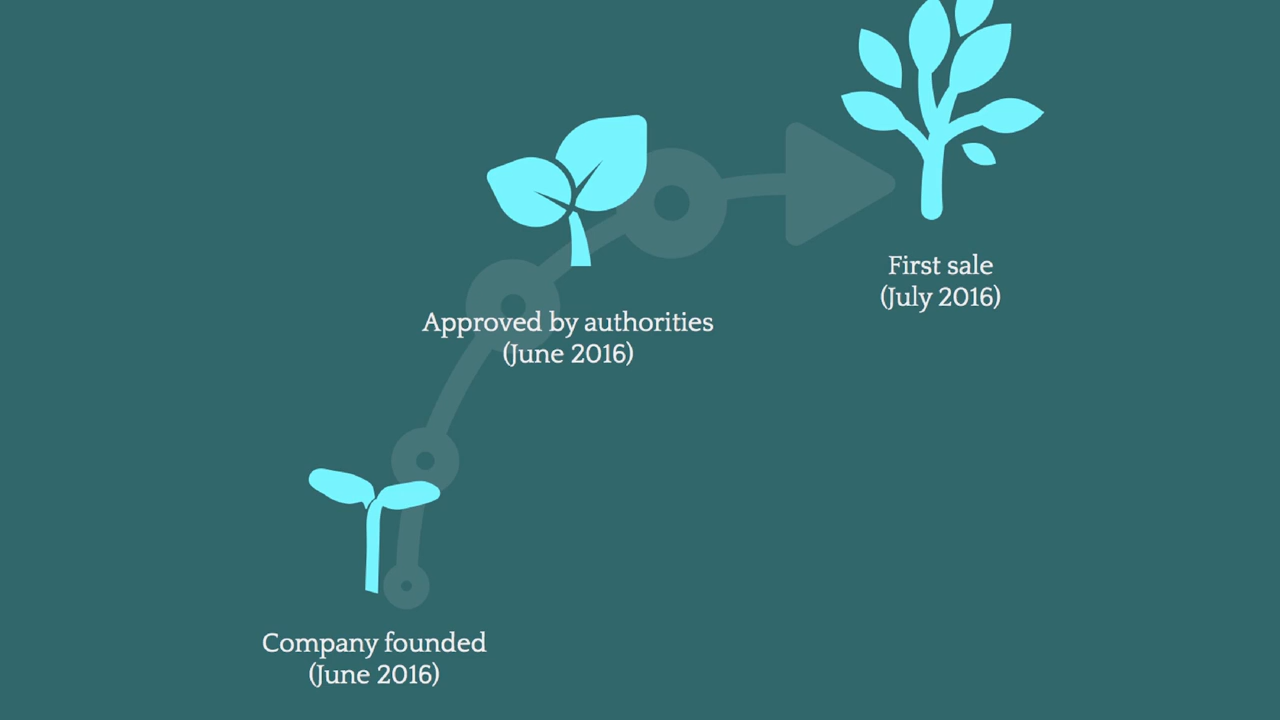 First sale
(July 2016)
Approved by authorities
(June 2016)
Company founded
(June 2016)